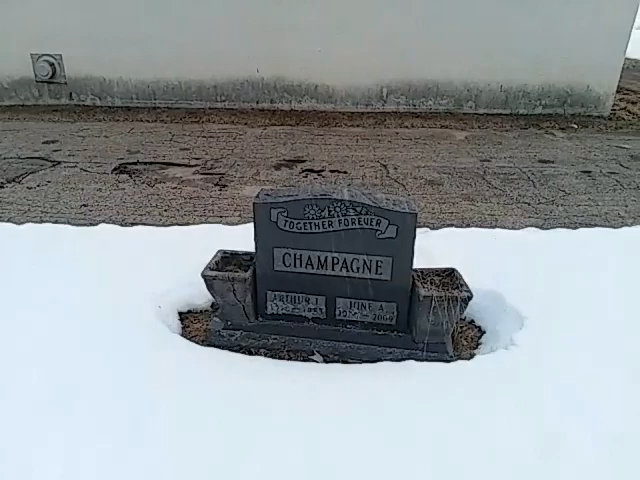 TOGETHER FOREVER
CHAMPAGNE
ARTHUR J.
JUNE A.
2009